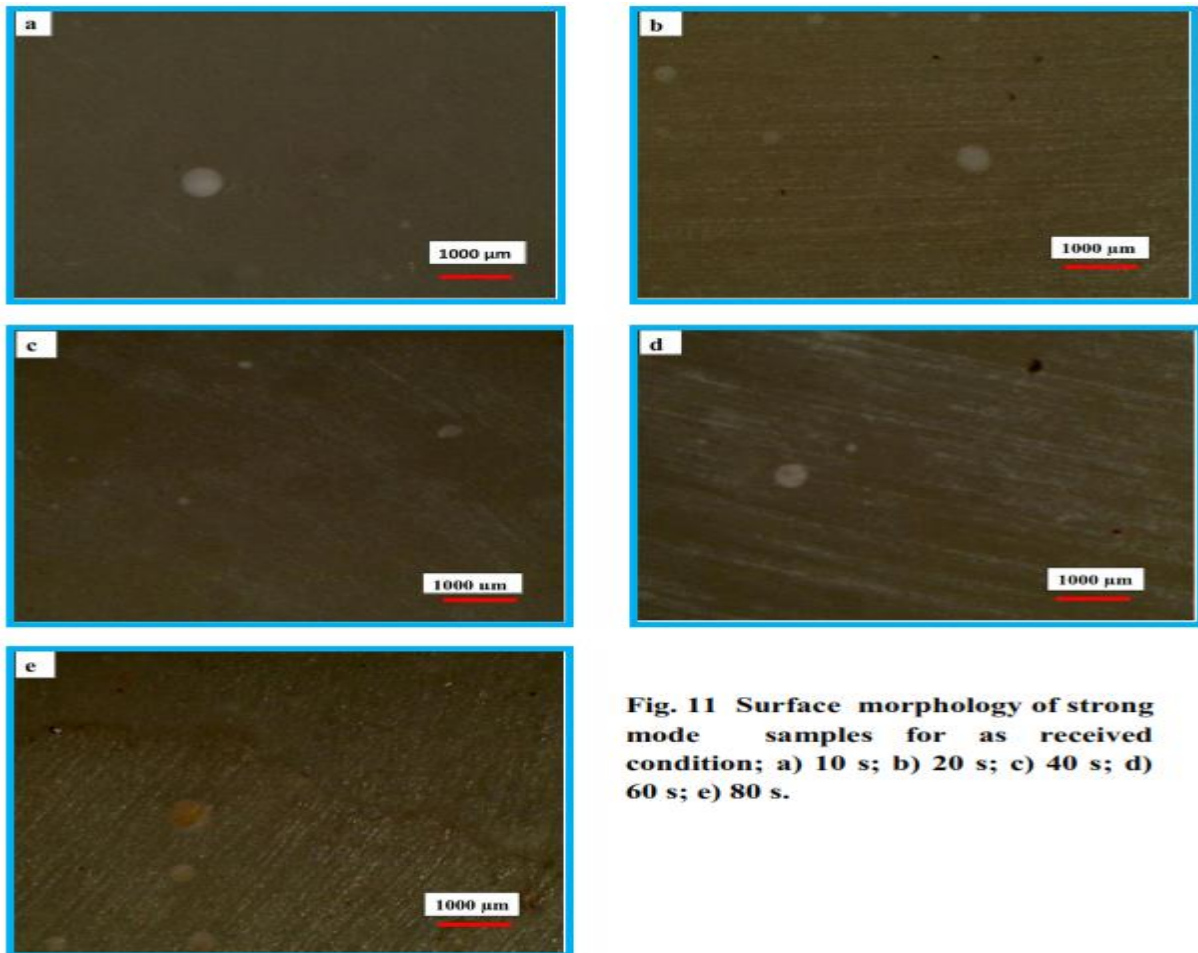 a
b
1000 µm
1000 µm
c
d
1000 µm
1000 µm
e
1000 µm
Fig. 11 Surface morphology of strong
mode samples for as received
condition; a) 10 s; b) 20 s; c) 40 s; d)
60 s; e) 80 s.